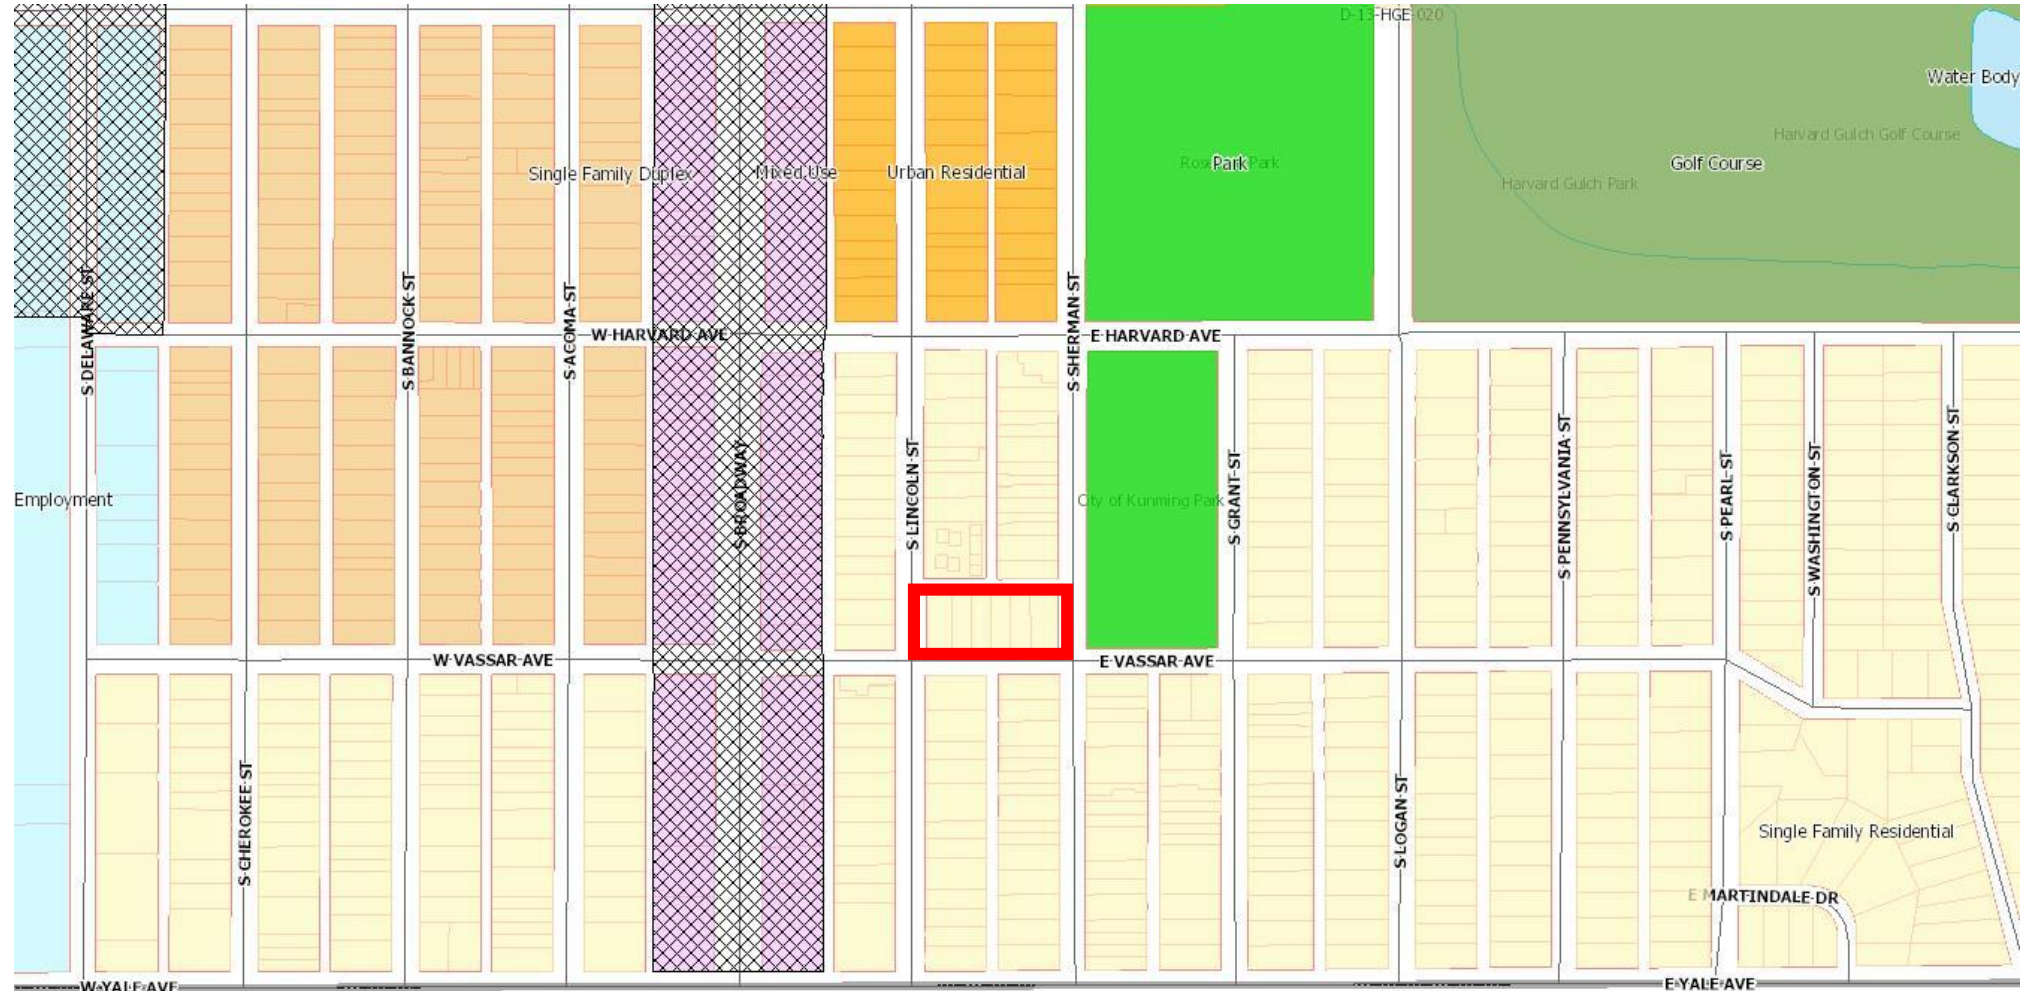 D-13-HGE-020
Water Body
Harvard Gulch Golf Course
Single Family Duplex
Mixed Use
Urban Residential
Park
Golf Course
Harvard Gulch Park
S DELAWARE ST
S BANNOCK ST
S ACOMA ST
W HARVARD AVE
S SHERMAN ST
E HARVARD AVE
Employment
S BROADWAY
S LINCOLN ST
City of Kunming Park
S GRANT ST
S PENNSYLVANIA ST
S PEARL ST
S WASHINGTON ST
S CLARKSON ST
W VASSAR AVE
E VASSAR AVE
S CHEROKEE ST
S LOGAN ST
Single Family Residential
E MARTINDALE DR
W YALE AVE
E YALE AVE